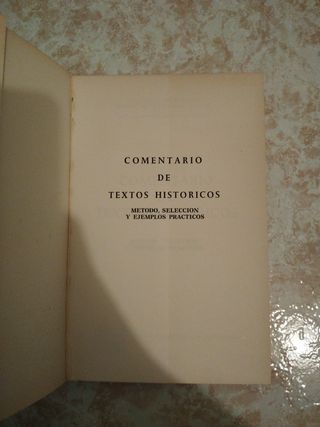 COMENTARIO
DE
TEXTOS HISTORICOS
METODO, SELECCION
Y EJEMPLOS PRACTICOS